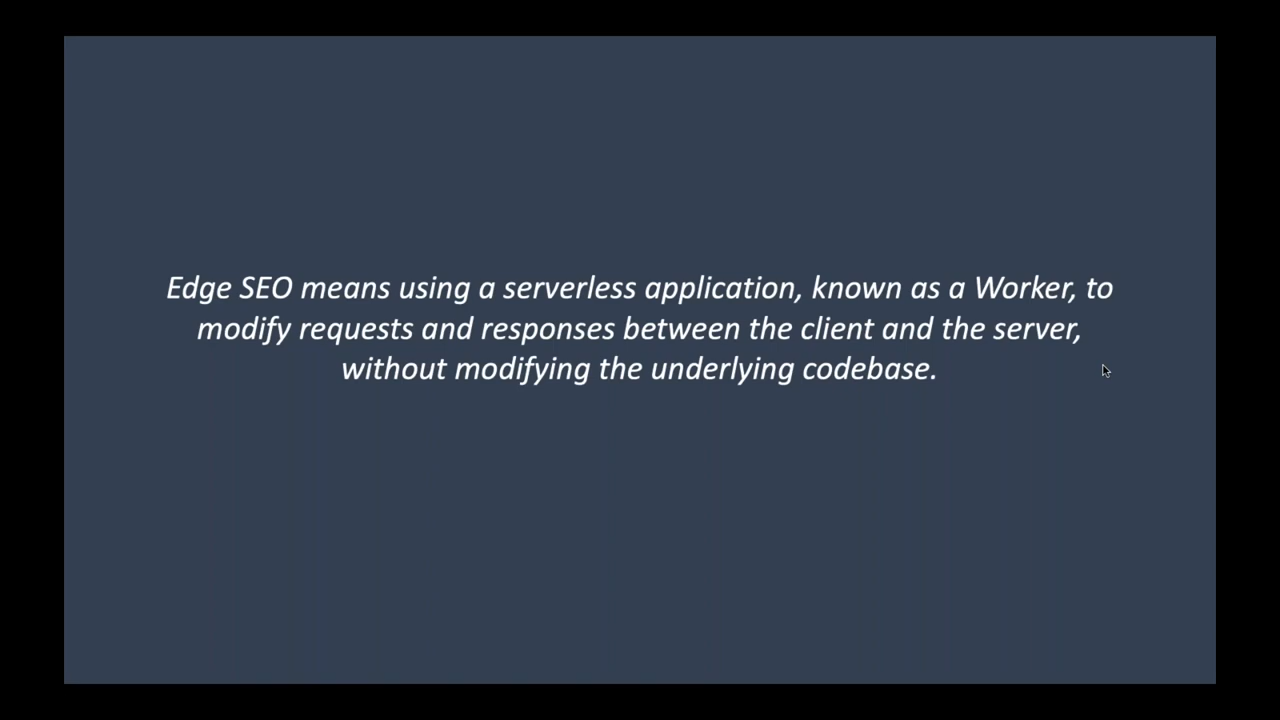 Edge SEO means using a serverless application, known as a Worker, to
modify requests and responses between the client and the server,
without modifying the underlying codebase.